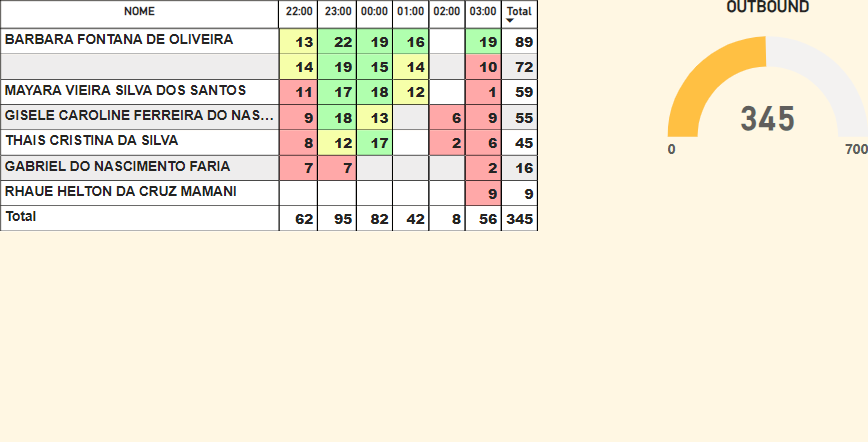 NOME 22:00 23:00 00:00 01:00 02:00 03:00 Total
BARBARA FONTANA DE OLIVEIRA 13 22 19 16 19 89
14 19 15 14 10 72
MAYARA VIEIRA SILVA DOS SANTOS 11 17 18 12 1 59
GISELE CAROLINE FERREIRA DO NAS... 9 18 13 6 9 55
THAIS CRISTINA DA SILVA 8 12 17 2 6 45
GABRIEL DO NASCIMENTO FARIA 7 7 2 16
RHAUE HELTON DA CRUZ MAMANI 9 9
Total 62 95 82 42 8 56 345
OUTBOUND
345
0 700